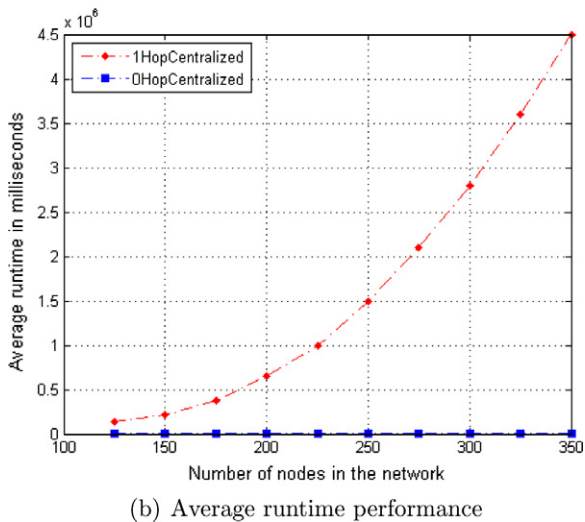 x 10^6
4.5
4
3.5
3
2.5
2
1.5
1
0.5
0
1HopCentralized
0HopCentralized
Average runtime in milliseconds
100 150 200 250 300 350
Number of nodes in the network
(b) Average runtime performance